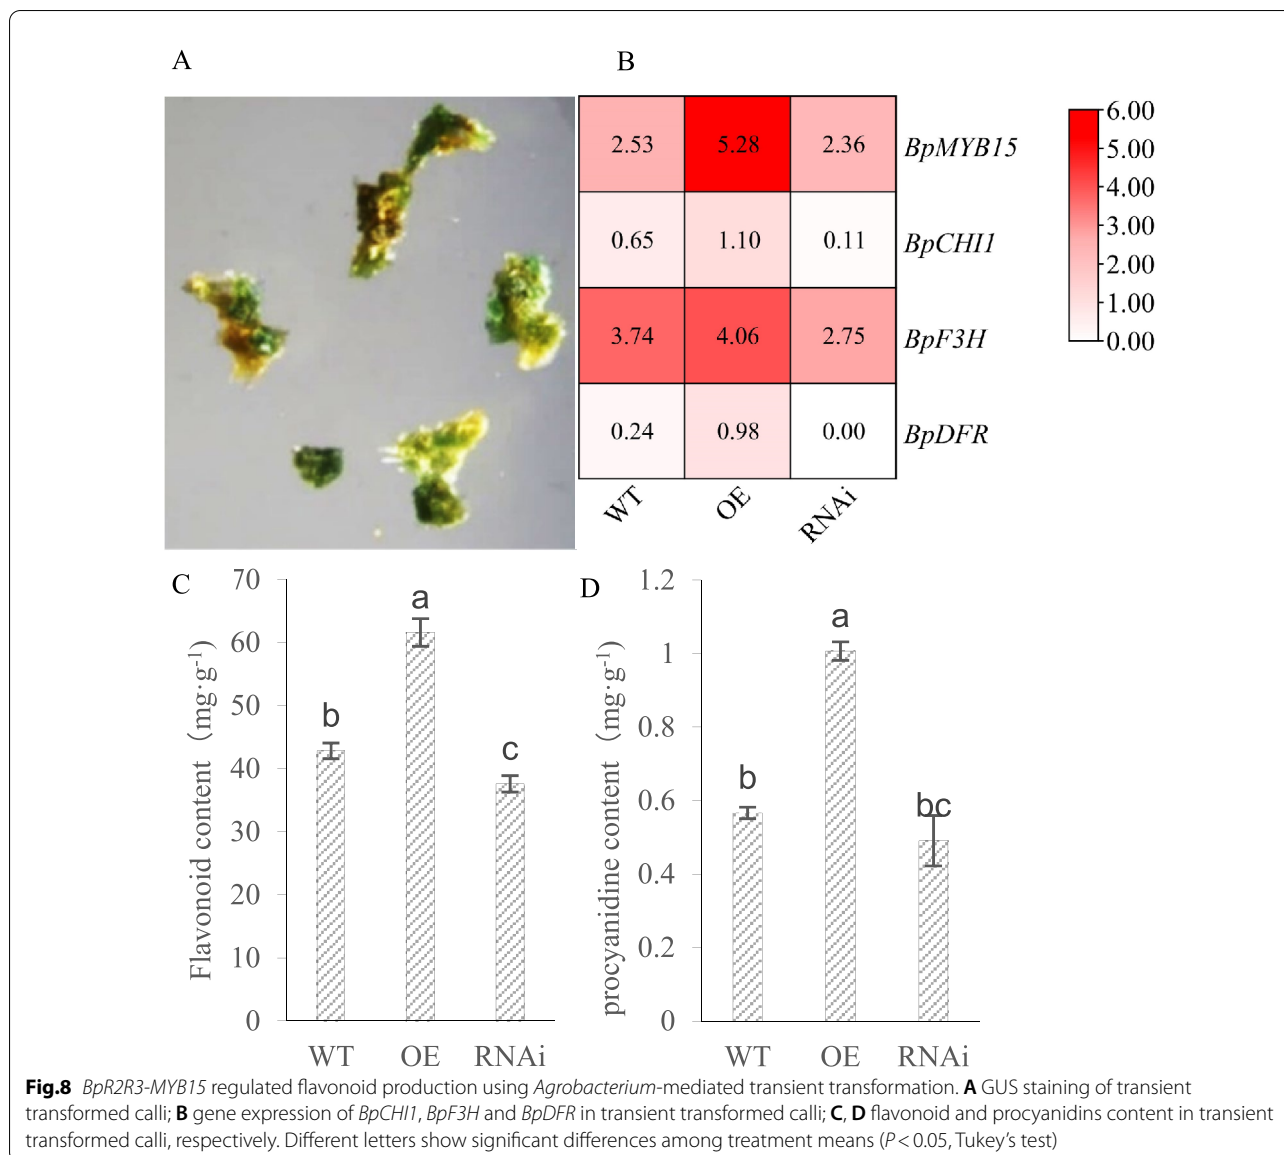 A
B
2.53 5.28 2.36 BpMYB15
0.65 1.10 0.11 BpCHI1
3.74 4.06 2.75 BpF3H
0.24 0.98 0.00 BpDFR
WT OE RNAi
6.00
5.00
4.00
3.00
2.00
1.00
0.00
C
Flavonoid content（mg·g-1）
70
60
50
40
30
20
10
0
b
a
c
WT OE RNAi
D
procyanidine content（mg·g-1）
1.2
1
0.8
0.6
0.4
0.2
0
b
a
bc
WT OE RNAi
Fig.8 BpR2R3-MYB15 regulated flavonoid production using Agrobacterium-mediated transient transformation. A GUS staining of transient
transformed calli; B gene expression of BpCHI1, BpF3H and BpDFR in transient transformed calli; C, D flavonoid and procyanidins content in transient
transformed calli, respectively. Different letters show significant differences among treatment means (P < 0.05, Tukey’s test)